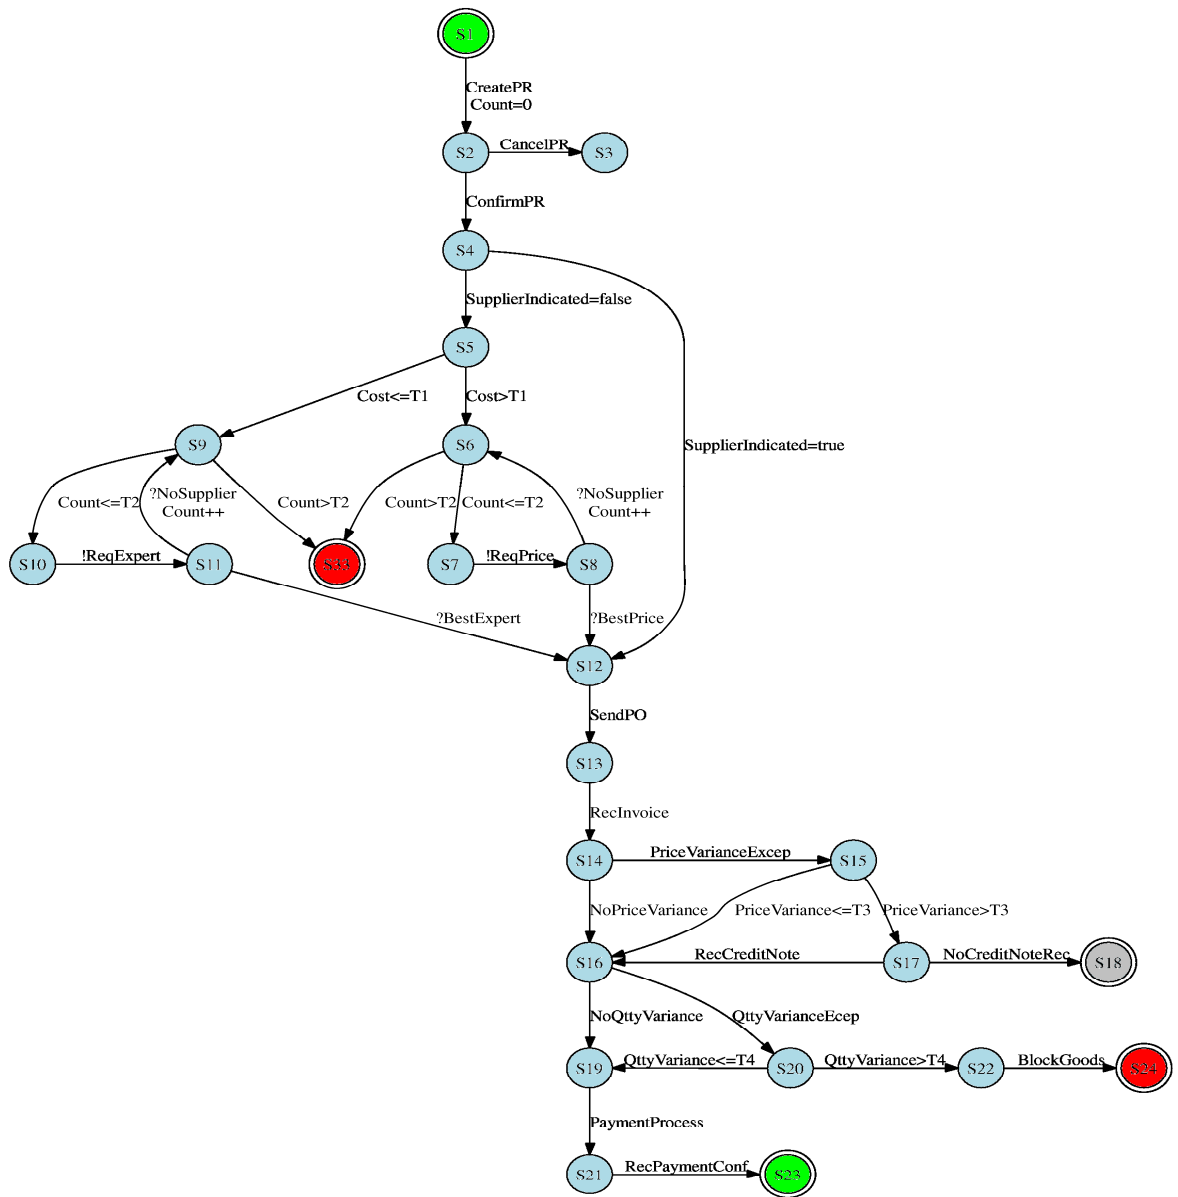 S1
CreatePR
Count=0
S2
CancelPR
S3
ConfirmPR
S4
SupplierIndicated=false
S5
Cost<=T1
Cost>T1
S9
S6
SupplierIndicated=true
Count<=T2
?NoSupplier
Count++
Count>T2
Count>T2
Count<=T2
?NoSupplier
Count++
S10
!ReqExpert
S11
S33
S7
!ReqPrice
S8
?BestExpert
?BestPrice
S12
SendPO
S13
RecInvoice
S14
PriceVarianceExcep
S15
NoPriceVariance
PriceVariance<=T3
PriceVariance>T3
S16
RecCreditNote
S17
NoCreditNoteRec
S18
NoQttyVariance
QttyVarianceEcep
S19
QttyVariance<=T4
S20
QttyVariance>T4
S22
BlockGoods
S24
PaymentProcess
S21
RecPaymentConf
S23